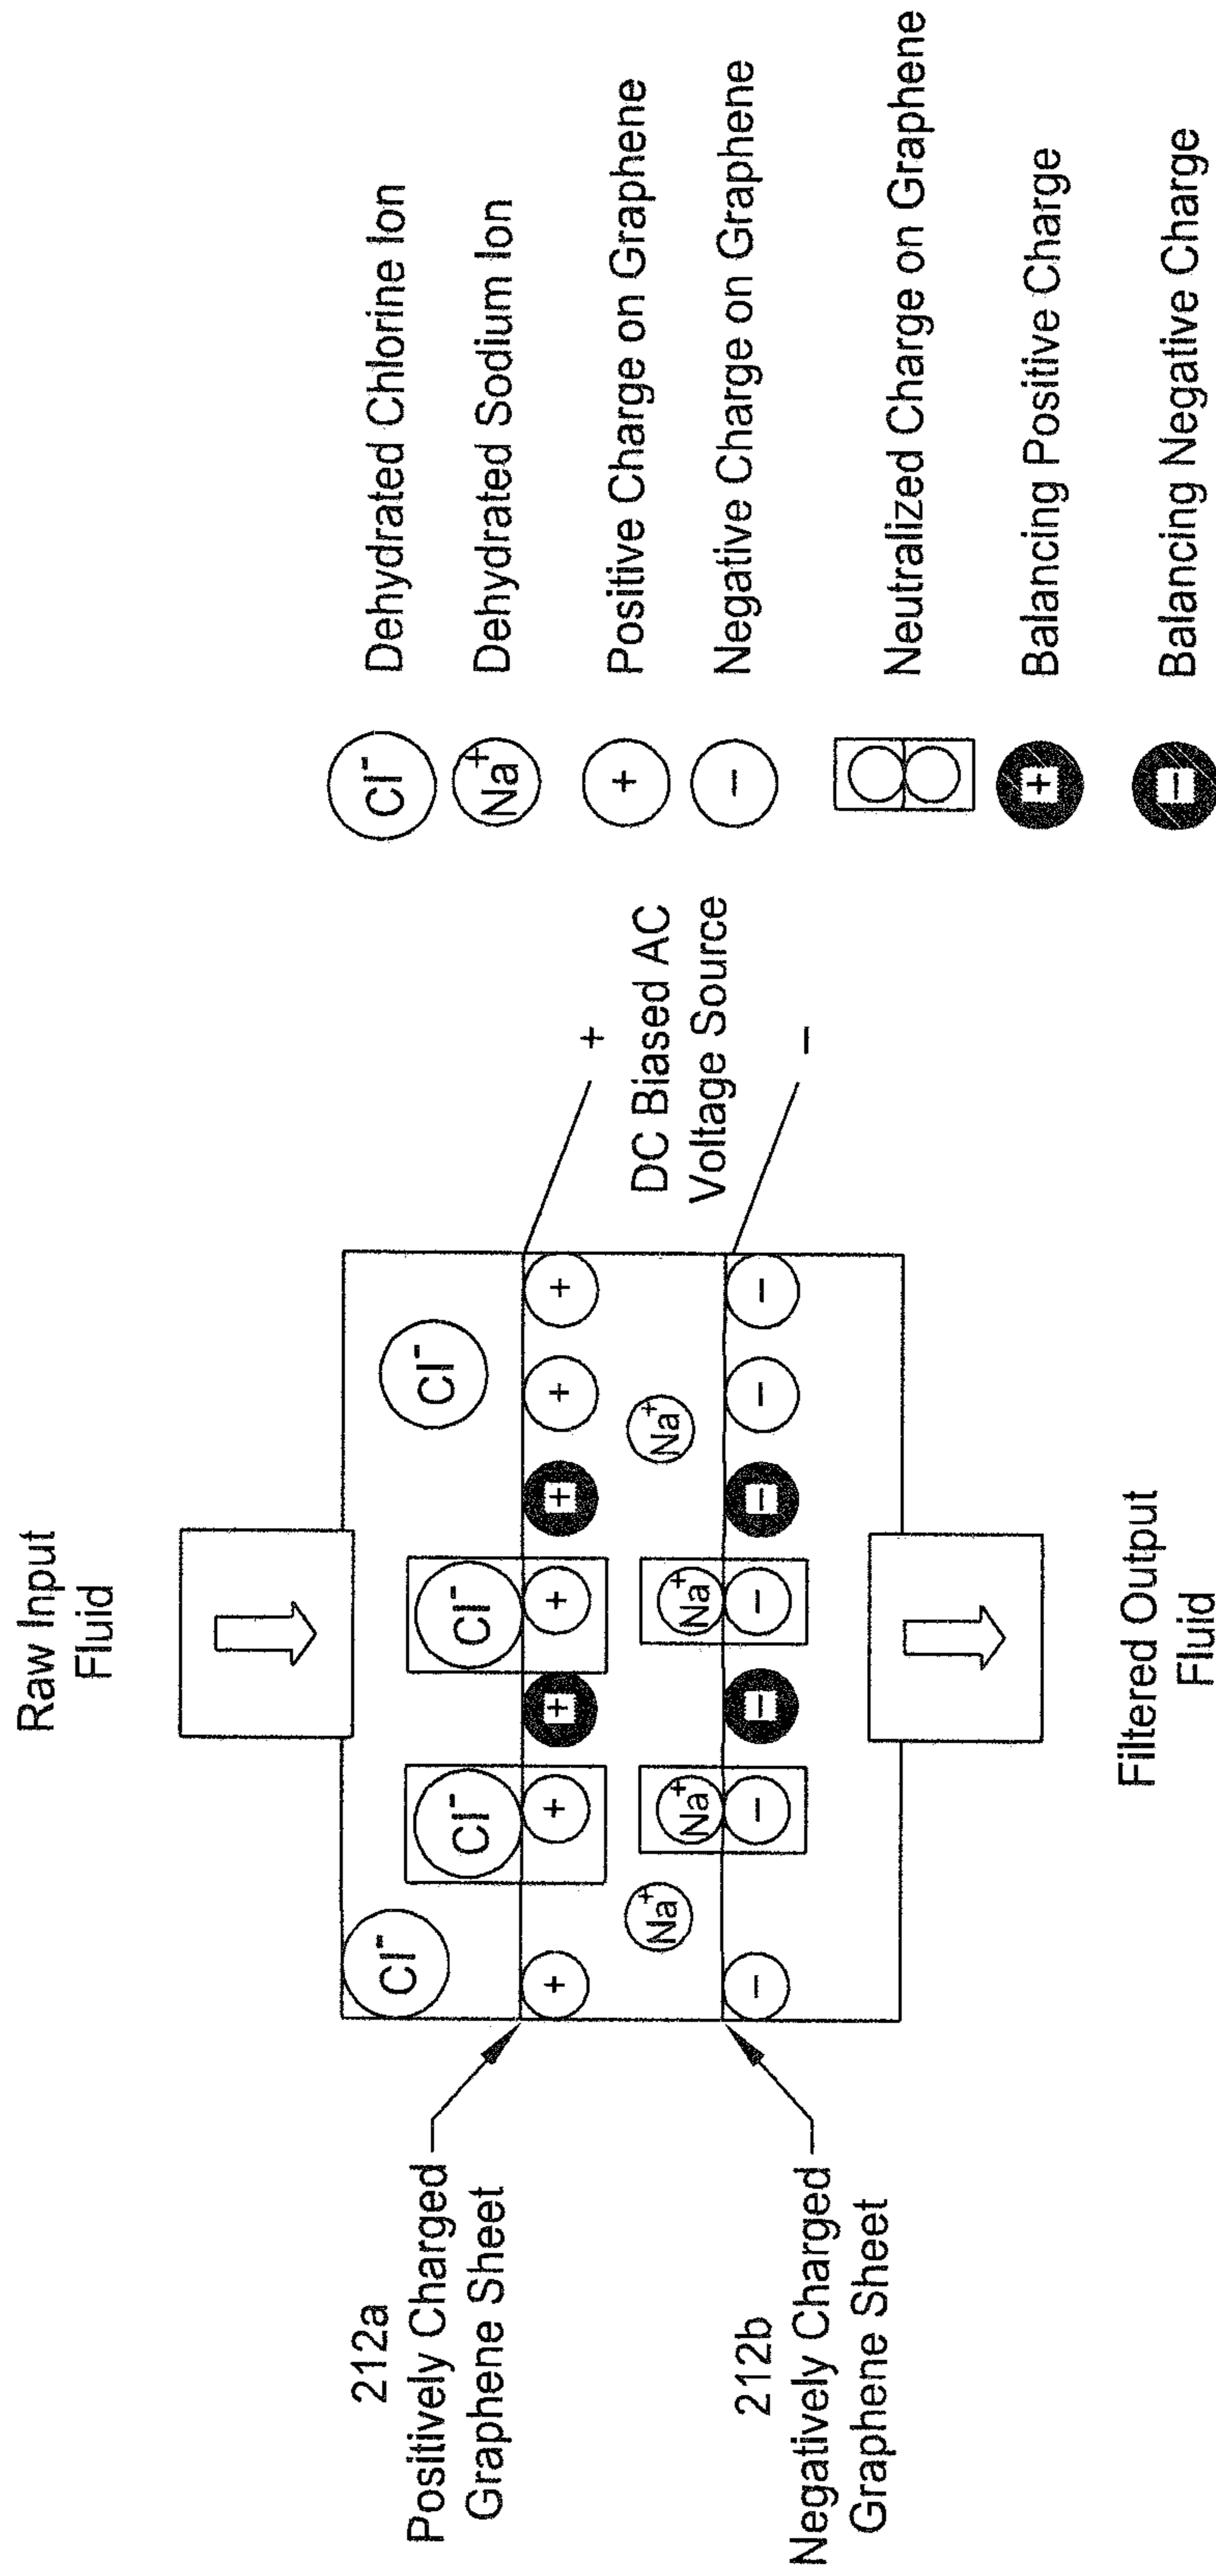 Raw Input
Fluid
212a
Positively Charged
Graphene Sheet
212b
Negatively Charged
Graphene Sheet
Cl⁻
Cl⁻
Cl⁻
Cl⁻
+
+
+
+
+
+
+
Na⁺
Na⁺
Na⁺
Na⁺
−
−
−
−
−
−
−
+
DC Biased AC
Voltage Source
−
Filtered Output
Fluid
Cl⁻ Dehydrated Chlorine Ion
Na⁺ Dehydrated Sodium Ion
+ Positive Charge on Graphene
− Negative Charge on Graphene
Neutralized Charge on Graphene
+ Balancing Positive Charge
− Balancing Negative Charge